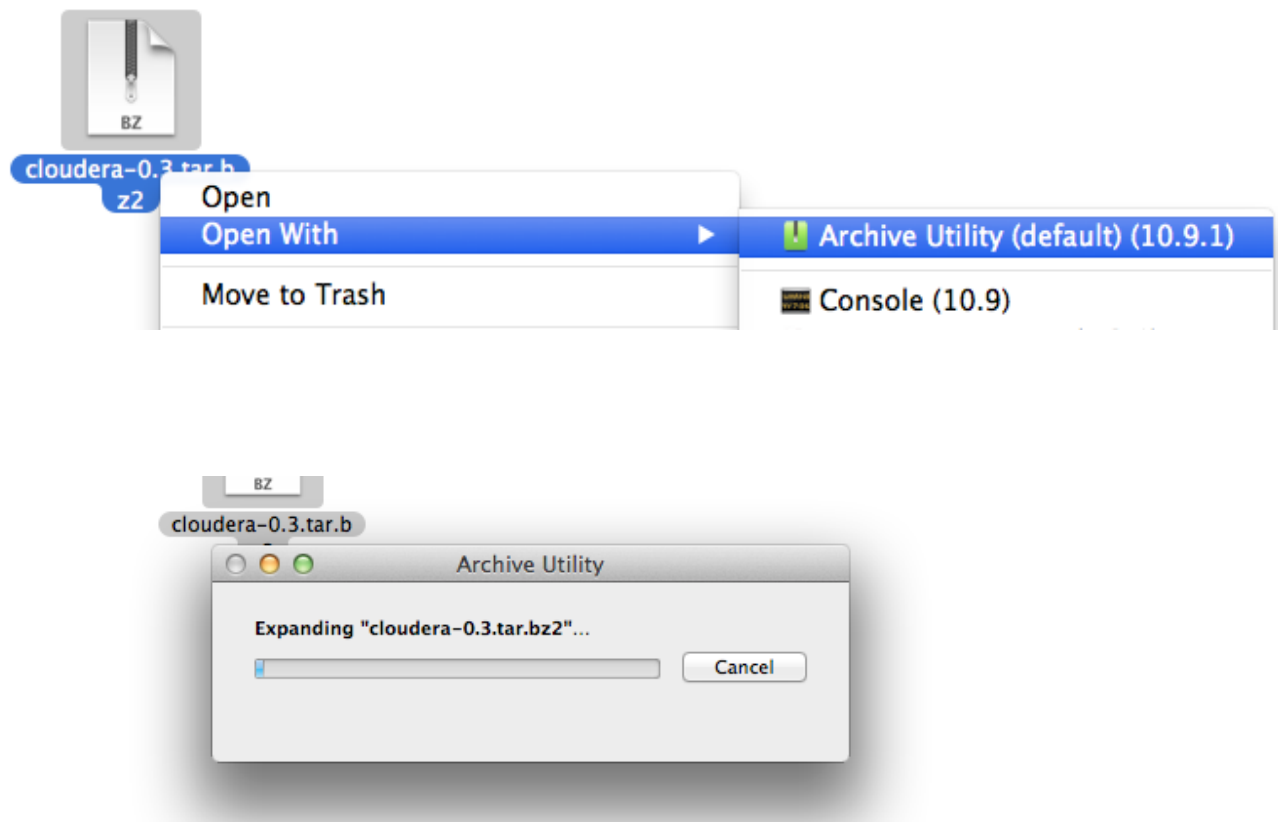 BZ
cloudera-0.3.tar.b
z2
Open
Open With
Archive Utility (default) (10.9.1)
Move to Trash
Console (10.9)
BZ
cloudera-0.3.tar.b
Archive Utility
Expanding "cloudera-0.3.tar.bz2"...
Cancel